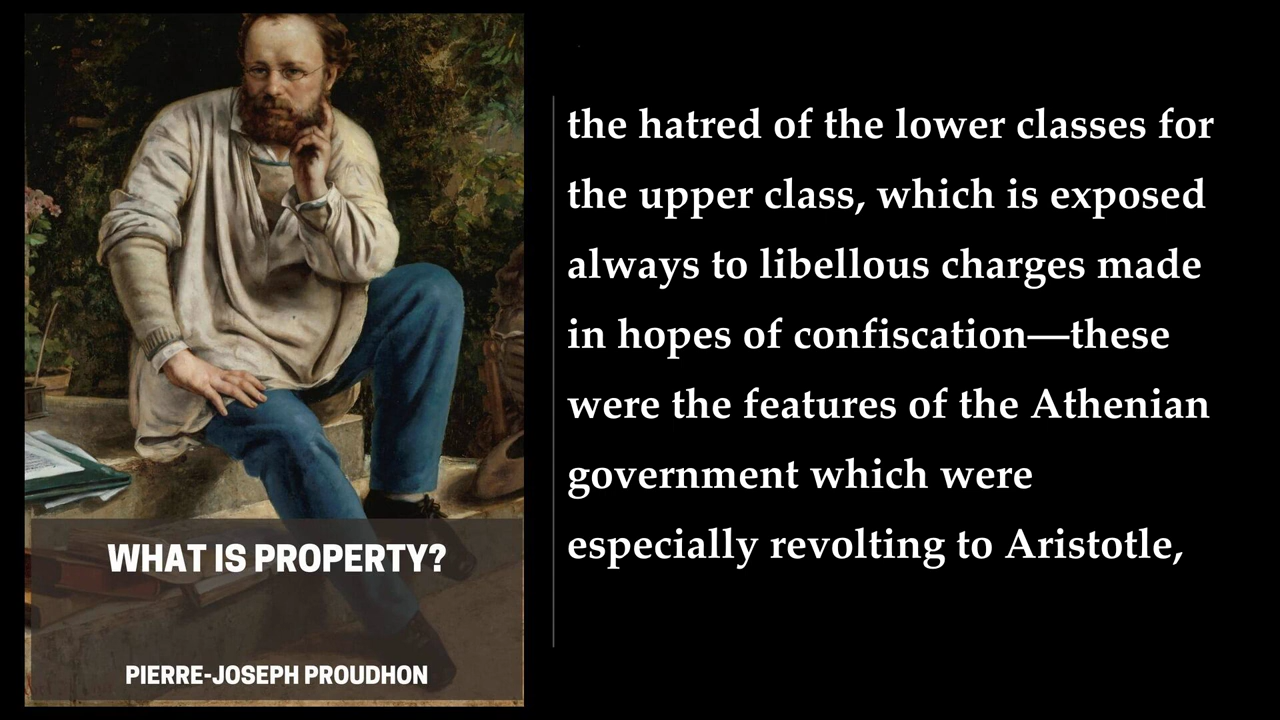 the hatred of the lower classes for
the upper class, which is exposed
always to libellous charges made
in hopes of confiscation—these
were the features of the Athenian
government which were
especially revolting to Aristotle,
WHAT IS PROPERTY?
PIERRE-JOSEPH PROUDHON